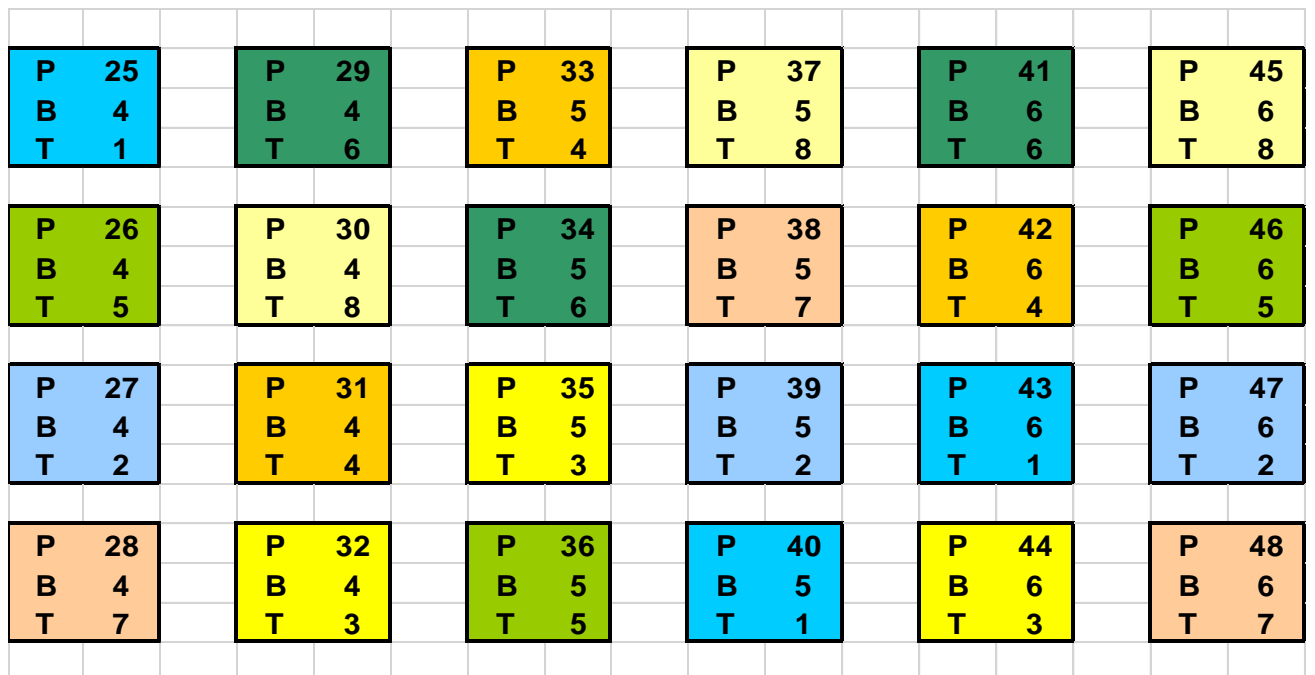 P 25 P 29 P 33 P 37 P 41 P 45
B 4 B 4 B 5 B 5 B 6 B 6
T 1 T 6 T 4 T 8 T 6 T 8
P 26 P 30 P 34 P 38 P 42 P 46
B 4 B 4 B 5 B 5 B 6 B 6
T 5 T 8 T 6 T 7 T 4 T 5
P 27 P 31 P 35 P 39 P 43 P 47
B 4 B 4 B 5 B 5 B 6 B 6
T 2 T 4 T 3 T 2 T 1 T 2
P 28 P 32 P 36 P 40 P 44 P 48
B 4 B 4 B 5 B 5 B 6 B 6
T 7 T 3 T 5 T 1 T 3 T 7